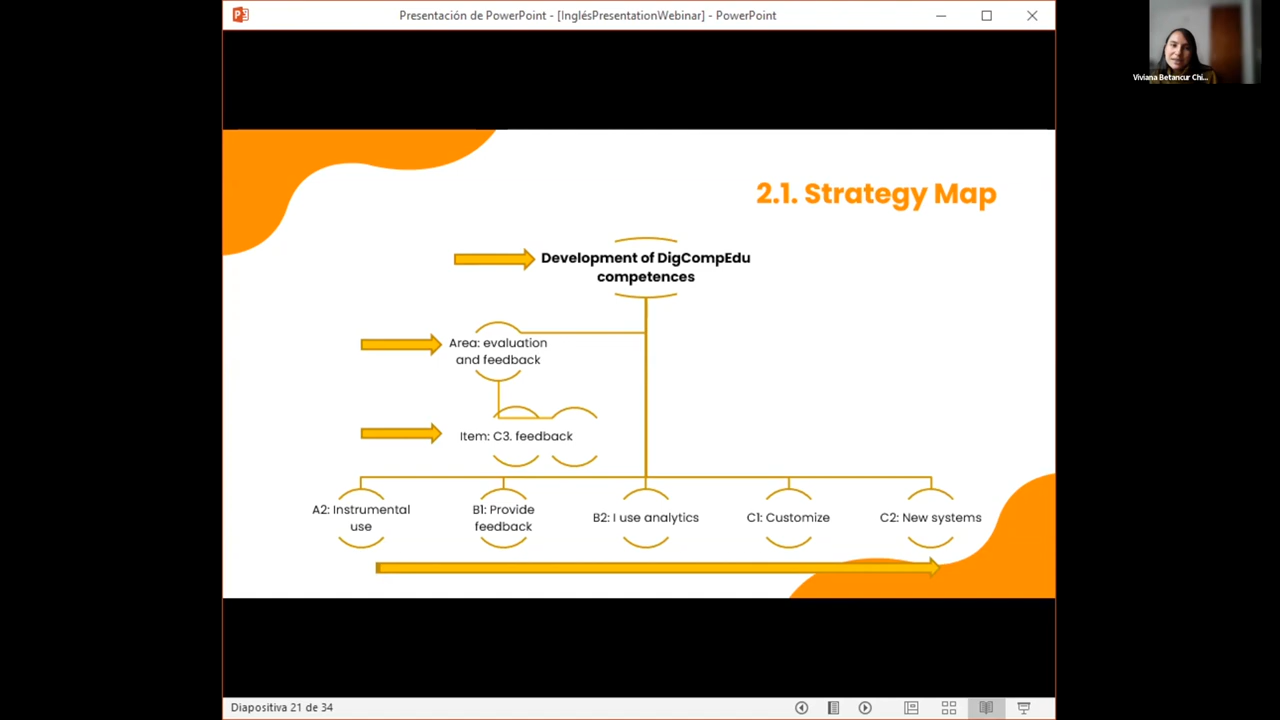 Presentación de PowerPoint - [InglésPresentationWebinar] - PowerPoint
Viviana Betancur Chi...
2.1. Strategy Map
Development of DigCompEdu
competences
Area: evaluation
and feedback
Item: C3. feedback
A2: Instrumental
use
B1: Provide
feedback
B2: I use analytics
C1: Customize
C2: New systems
Diapositiva 21 de 34